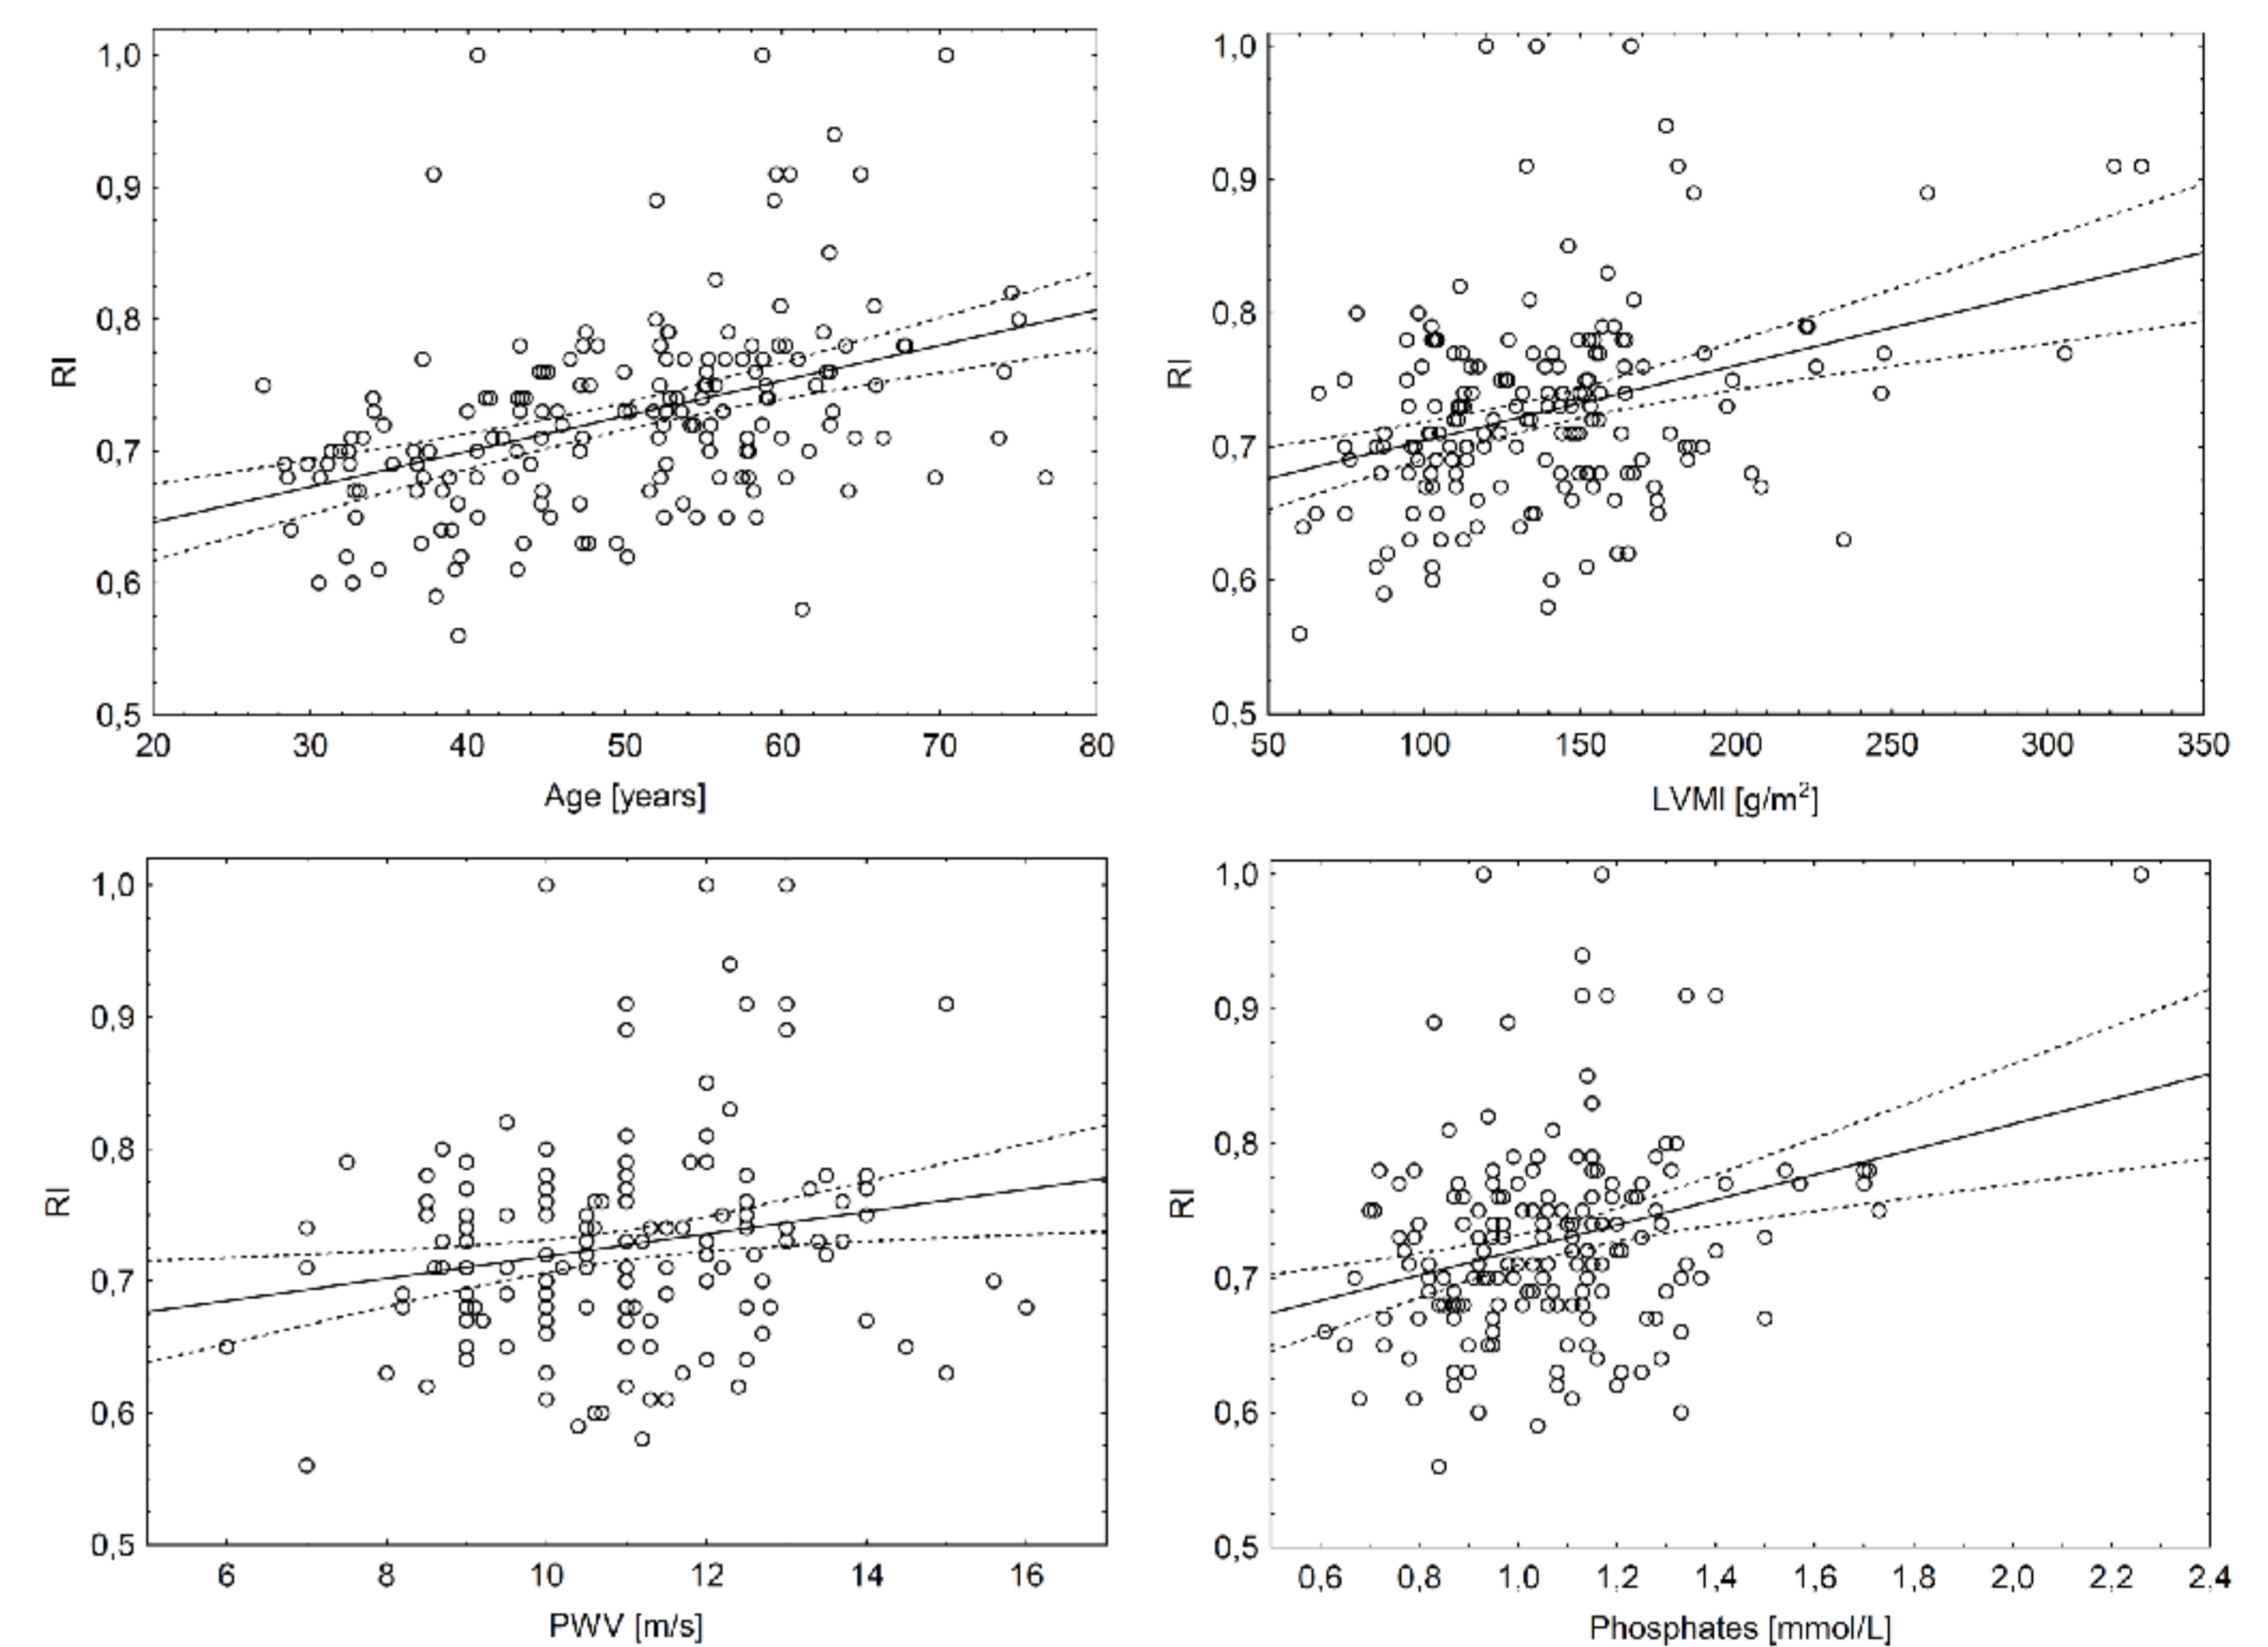 1,0
0,9
0,8
0,7
0,6
0,5
RI
20 30 40 50 60 70 80
Age [years]
1,0
0,9
0,8
0,7
0,6
0,5
RI
50 100 150 200 250 300 350
LVMI [g/m²]
1,0
0,9
0,8
0,7
0,6
0,5
RI
6 8 10 12 14 16
PWV [m/s]
1,0
0,9
0,8
0,7
0,6
0,5
RI
0,6 0,8 1,0 1,2 1,4 1,6 1,8 2,0 2,2 2,4
Phosphates [mmol/L]